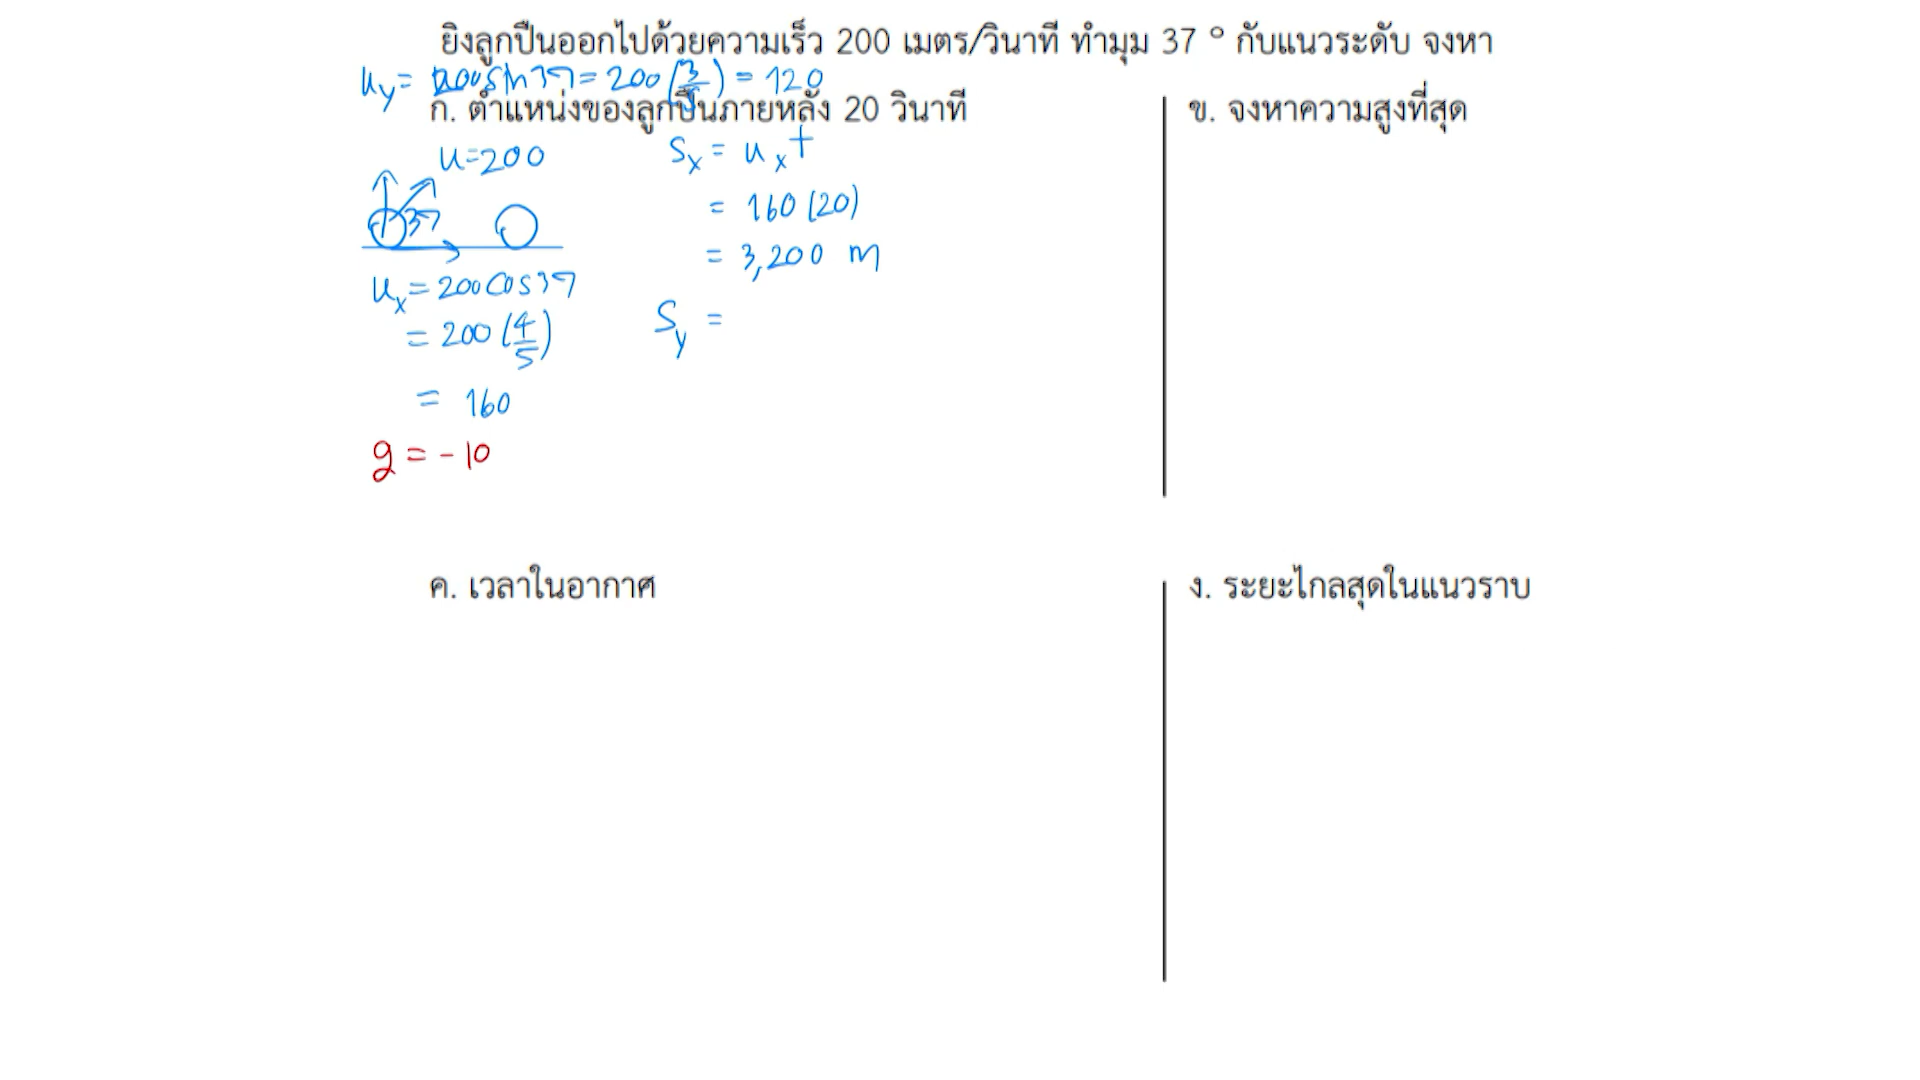 ยิงลูกปืนออกไปด้วยความเร็ว 200 เมตร/วินาที ทำมุม 37 ° กับแนวระดับ จงหา
u_y = 200sin37 = 200(3/5) = 120
ก. ตำแหน่งของลูกปืนภายหลัง 20 วินาที
u=200
37
u_x = 200cos37
= 200(4/5)
= 160
g = -10
S_x = u_x t
= 160(20)
= 3,200 m
S_y =
ข. จงหาความสูงที่สุด
ค. เวลาในอากาศ
ง. ระยะไกลสุดในแนวราบ